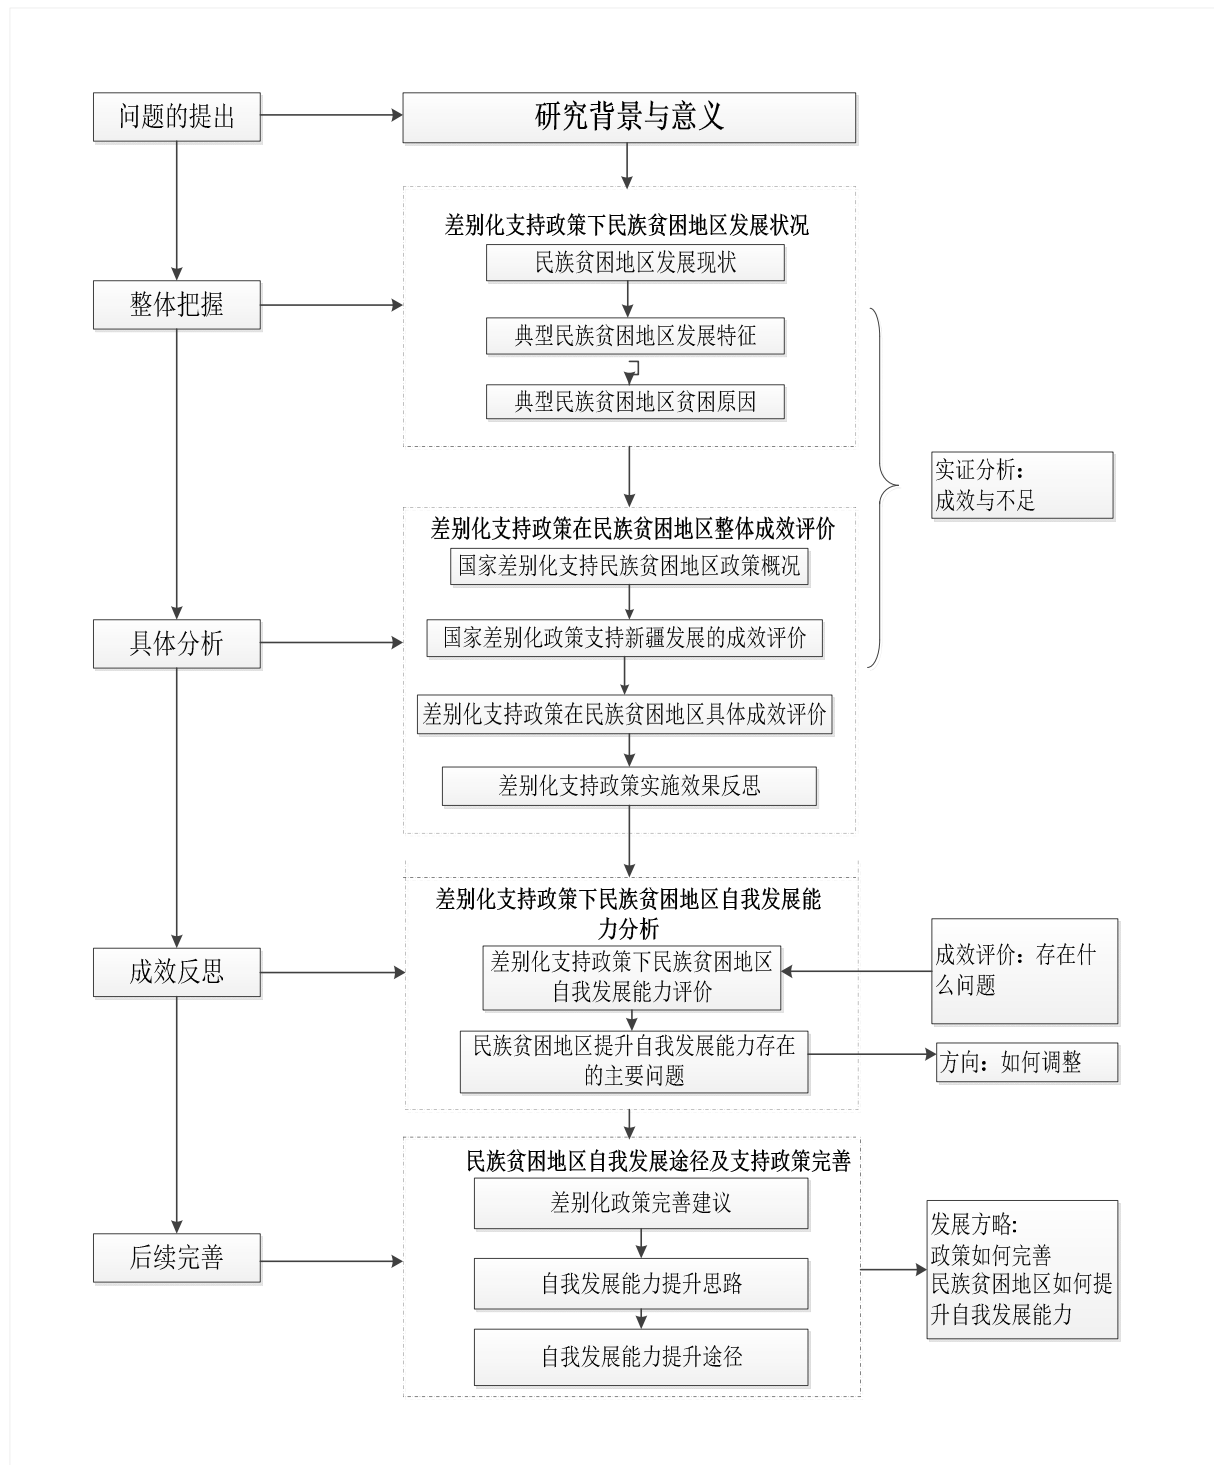 问题的提出
研究背景与意义
差别化支持政策下民族贫困地区发展状况
民族贫困地区发展现状
整体把握
典型民族贫困地区发展特征
典型民族贫困地区贫困原因
实证分析：
成效与不足
差别化支持政策在民族贫困地区整体成效评价
国家差别化支持民族贫困地区政策概况
具体分析
国家差别化政策支持新疆发展的成效评价
差别化支持政策在民族贫困地区具体成效评价
差别化支持政策实施效果反思
差别化支持政策下民族贫困地区自我发展能
力分析
成效反思
差别化支持政策下民族贫困地区
自我发展能力评价
成效评价：存在什
么问题
民族贫困地区提升自我发展能力存在
的主要问题
方向：如何调整
民族贫困地区自我发展途径及支持政策完善
差别化政策完善建议
后续完善
自我发展能力提升思路
自我发展能力提升途径
发展方略:
政策如何完善
民族贫困地区如何提
升自我发展能力